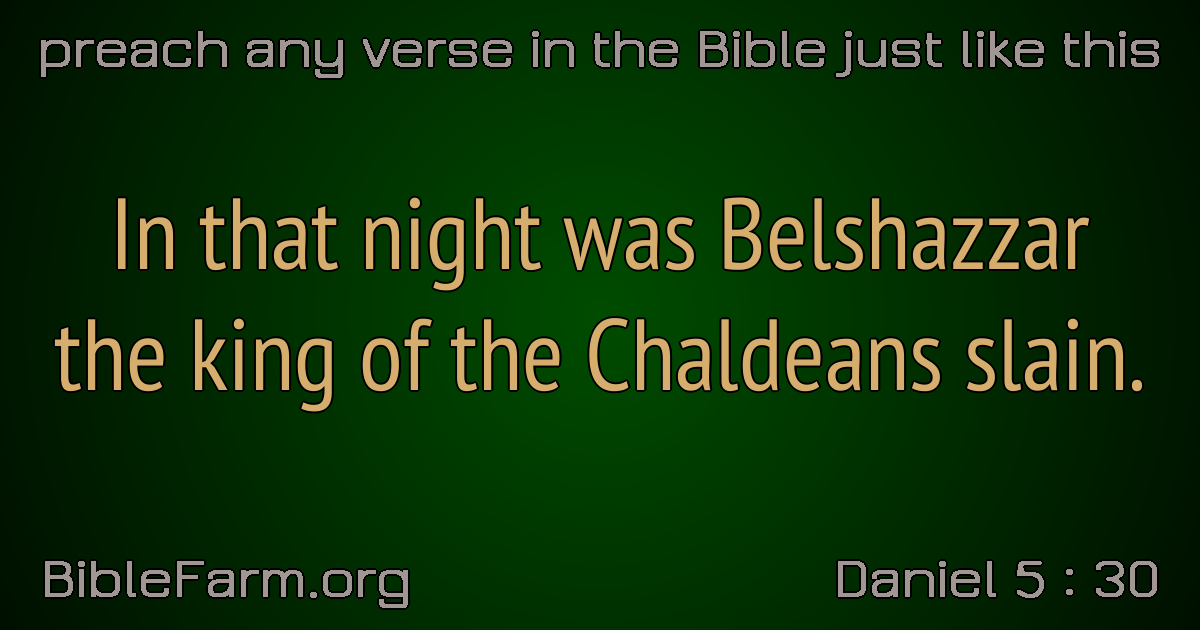 preach any verse in the Bible just like this
In that night was Belshazzar
the king of the Chaldeans slain.
BibleFarm.org
Daniel 5 : 30